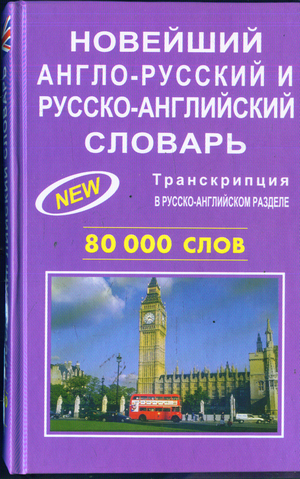 НОВЕЙШИЙ
АНГЛО-РУССКИЙ И
РУССКО-АНГЛИЙСКИЙ
СЛОВАРЬ
NEW
Транскрипция
В РУССКО-АНГЛИЙСКОМ РАЗДЕЛЕ
80 000 СЛОВ